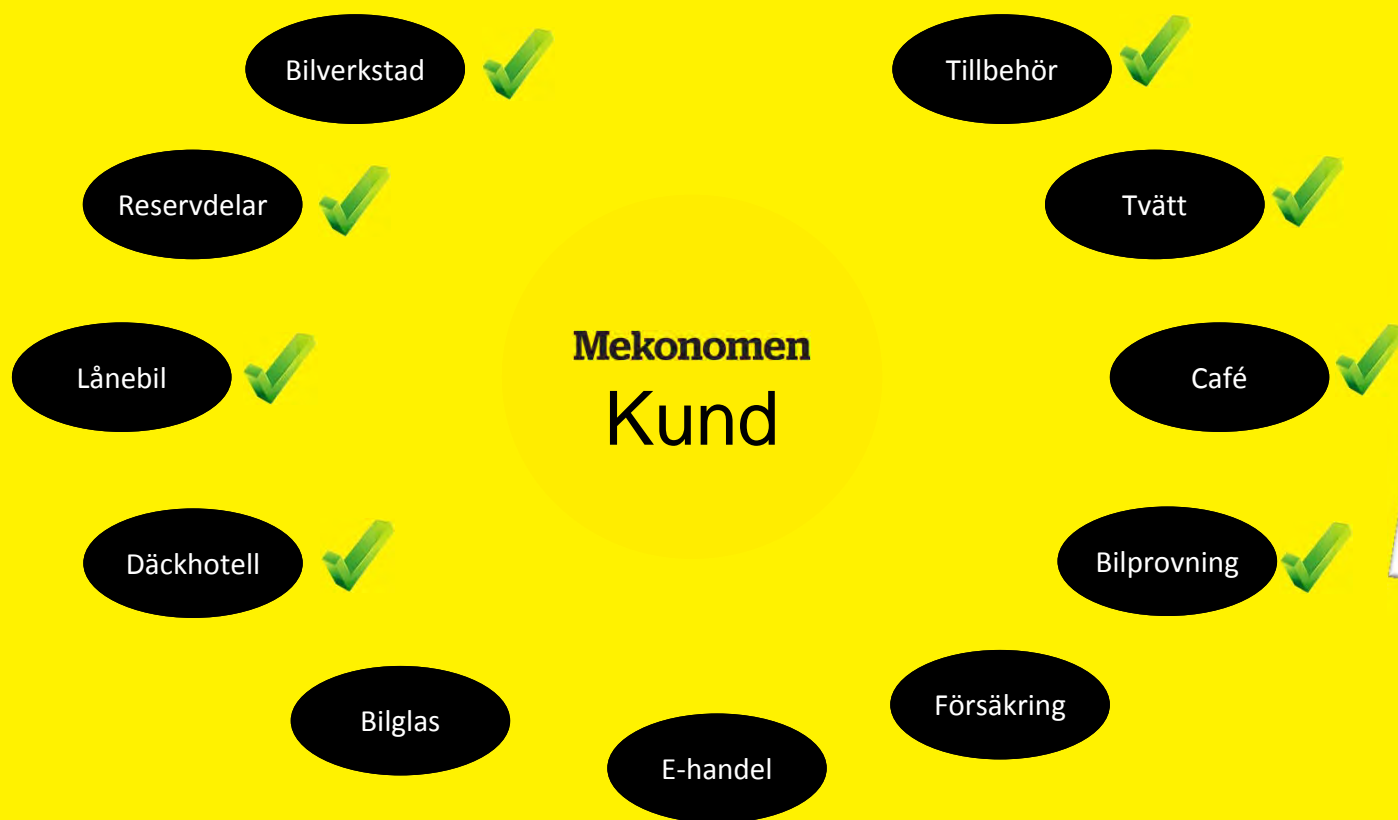 Bilverkstad
Tillbehör
Reservdelar
Tvätt
Mekonomen
Kund
Lånebil
Café
Däckhotell
Bilprovning
Bilglas
Försäkring
E-handel